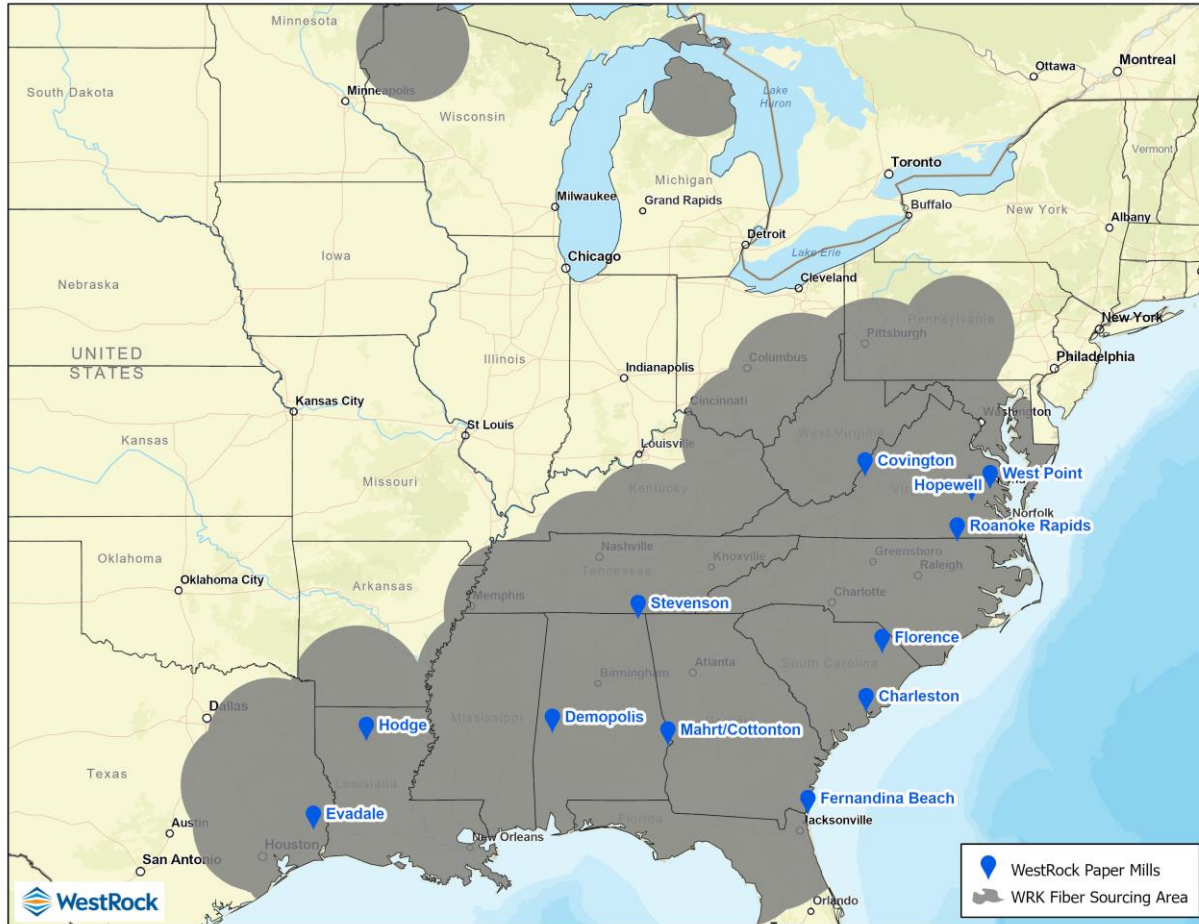 Minnesota
Ottawa
Montreal
South Dakota
Minneapolis
Wisconsin
Lake
Huron
Vermont
Toronto
Michigan
Milwaukee
Grand Rapids
Buffalo
New York
Albany
Detroit
Iowa
Chicago
Lake Erie
Cleveland
Nebraska
Pennsylvania
New York
Pittsburgh
UNITED
STATES
Illinois
Columbus
Philadelphia
Indianapolis
Kansas City
Cincinnati
Washington
St Louis
West Virginia
Kansas
Louisville
Covington
West Point
Missouri
Kentucky
Hopewell
Norfolk
Roanoke Rapids
Oklahoma
Nashville
Greensboro
Tennessee
Knoxville
Raleigh
Oklahoma City
Arkansas
Memphis
Stevenson
Charlotte
Florence
South Carolina
Atlanta
Birmingham
Charleston
Dallas
Mississippi
Demopolis
Hodge
Mahrt/Cottonton
Texas
Louisiana
Fernandina Beach
Evadale
Florida
Jacksonville
Austin
New Orleans
Houston
San Antonio
WestRock Paper Mills
WRK Fiber Sourcing Area
WestRock
Orlando